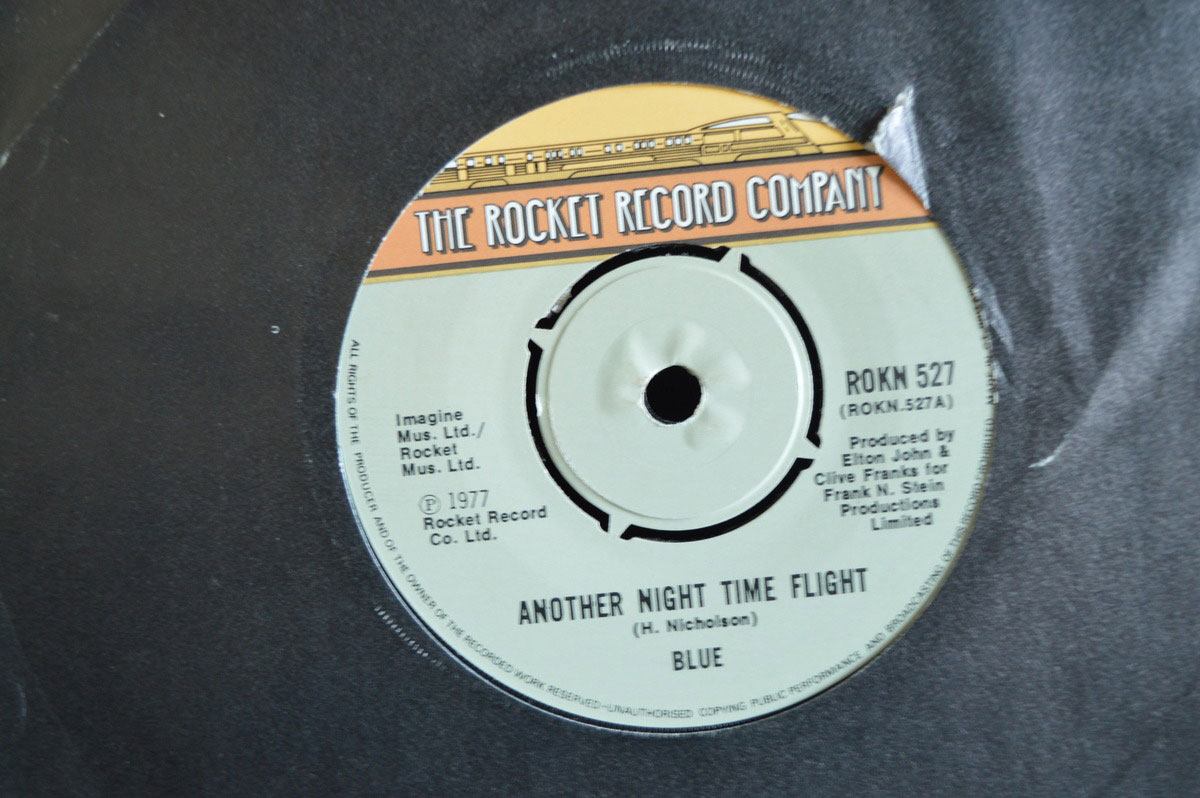 THE ROCKET RECORD COMPANY
ROKN 527
(ROKN.527A)
Imagine
Mus. Ltd./
Rocket
Mus. Ltd.
℗ 1977
Rocket Record
Co. Ltd.
Produced by
Elton John &
Clive Franks for
Frank N. Stein
Productions
Limited
ANOTHER NIGHT TIME FLIGHT
(H. Nicholson)
BLUE
ALL RIGHTS OF THE PRODUCER AND OF THE OWNER OF THE RECORDED WORK RESERVED-UNAUTHORISED COPYING PUBLIC PERFORMANCE AND BROADCASTING OF